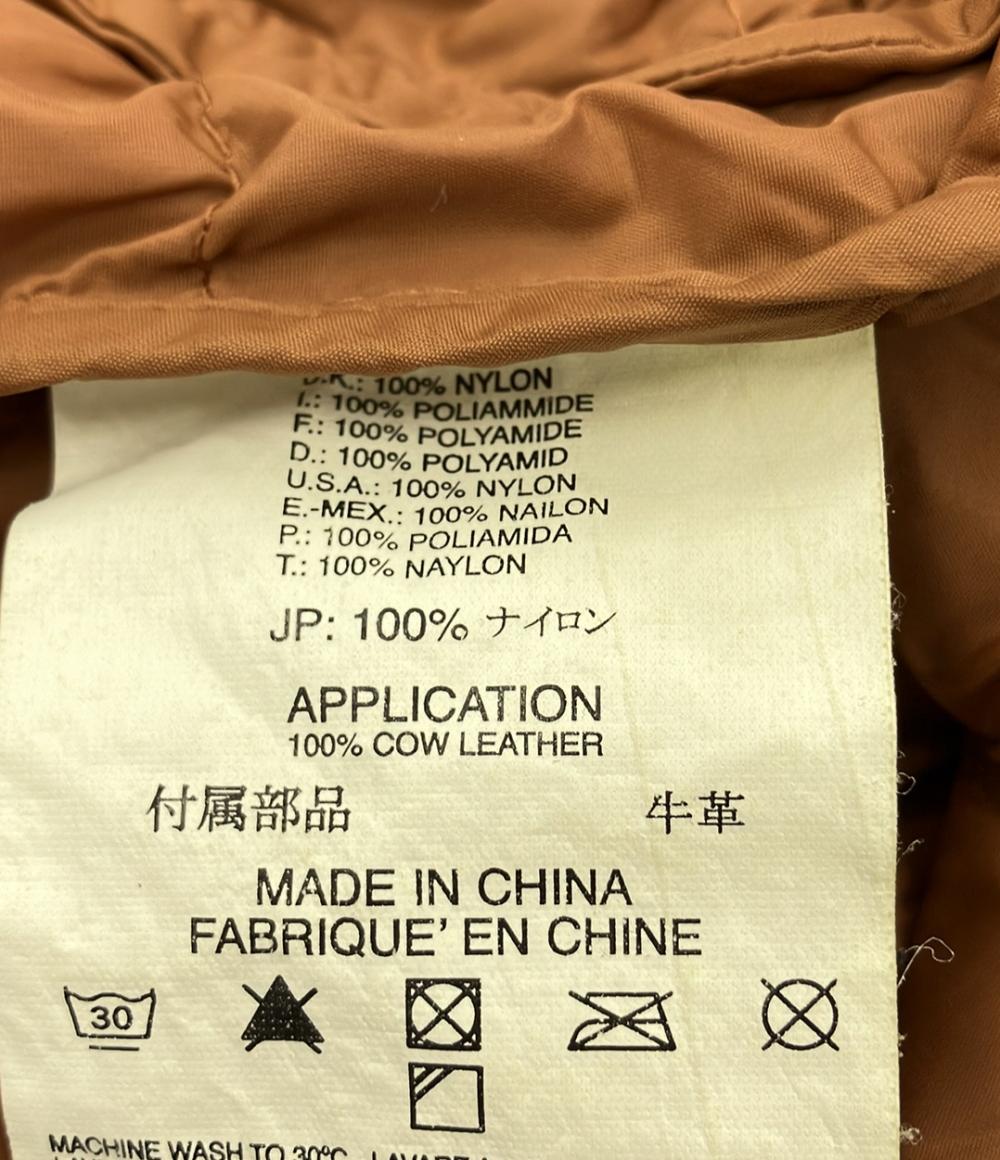 : 100% NYLON
I.: 100% POLIAMMIDE
F.: 100% POLYAMIDE
D.: 100% POLYAMID
U.S.A.: 100% NYLON
E.-MEX.: 100% NAILON
P.: 100% POLIAMIDA
T.: 100% NAYLON
JP: 100% ナイロン
APPLICATION
100% COW LEATHER
付属部品 牛革
MADE IN CHINA
FABRIQUE' EN CHINE
30
MACHINE WASH TO 30ºC